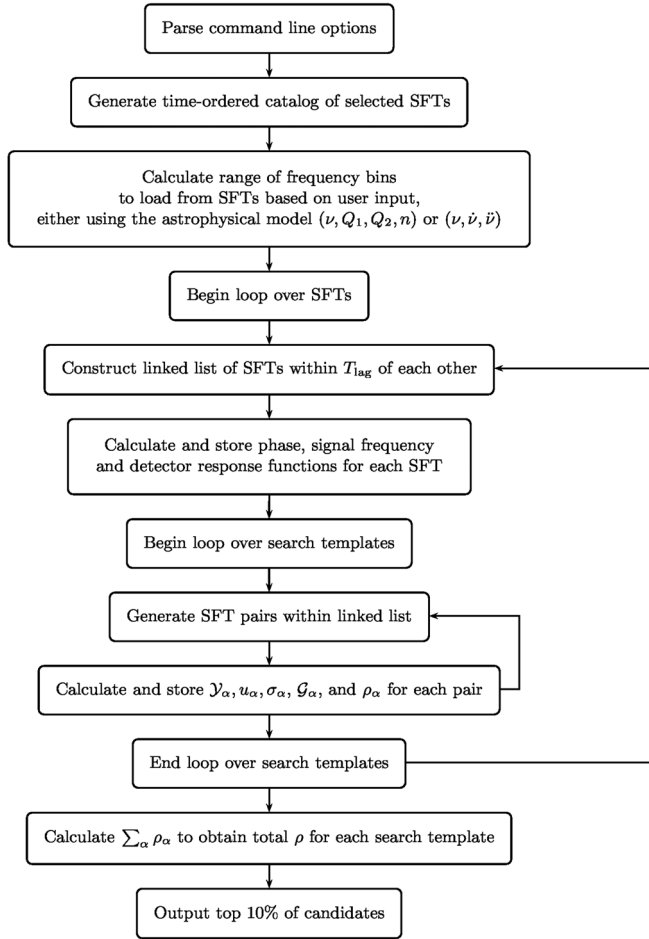 Parse command line options
Generate time-ordered catalog of selected SFTs
Calculate range of frequency bins
to load from SFTs based on user input,
either using the astrophysical model (ν, Q₁, Q₂, n) or (ν, ν̇, ν̈)
Begin loop over SFTs
Construct linked list of SFTs within T_lag of each other
Calculate and store phase, signal frequency
and detector response functions for each SFT
Begin loop over search templates
Generate SFT pairs within linked list
Calculate and store 𝒴_α, u_α, σ_α, 𝒢_α, and ρ_α for each pair
End loop over search templates
Calculate ∑_α ρ_α to obtain total ρ for each search template
Output top 10% of candidates